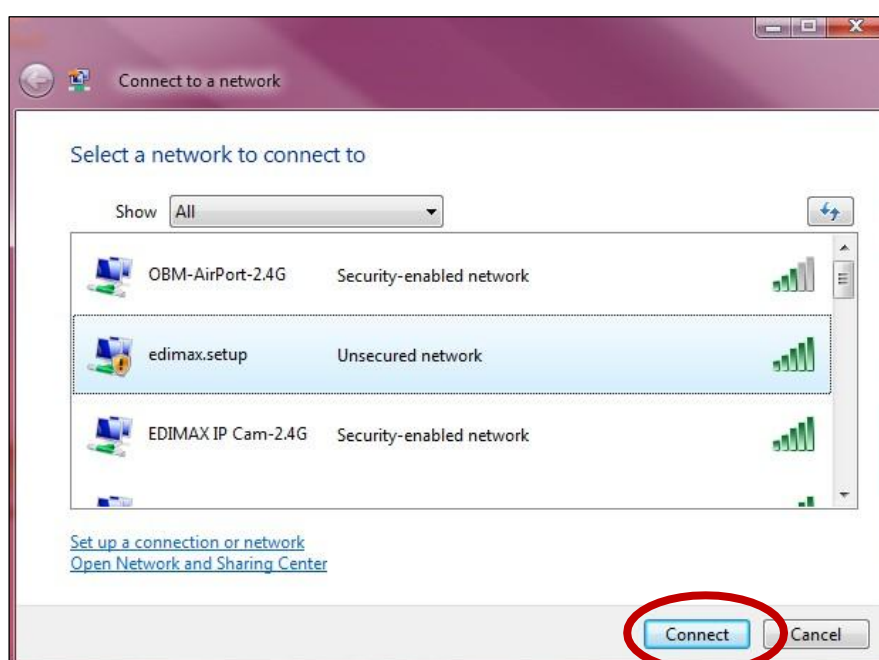 Connect to a network
Select a network to connect to
Show All
OBM-AirPort-2.4G Security-enabled network
edimax.setup Unsecured network
EDIMAX IP Cam-2.4G Security-enabled network
Set up a connection or network
Open Network and Sharing Center
Connect Cancel